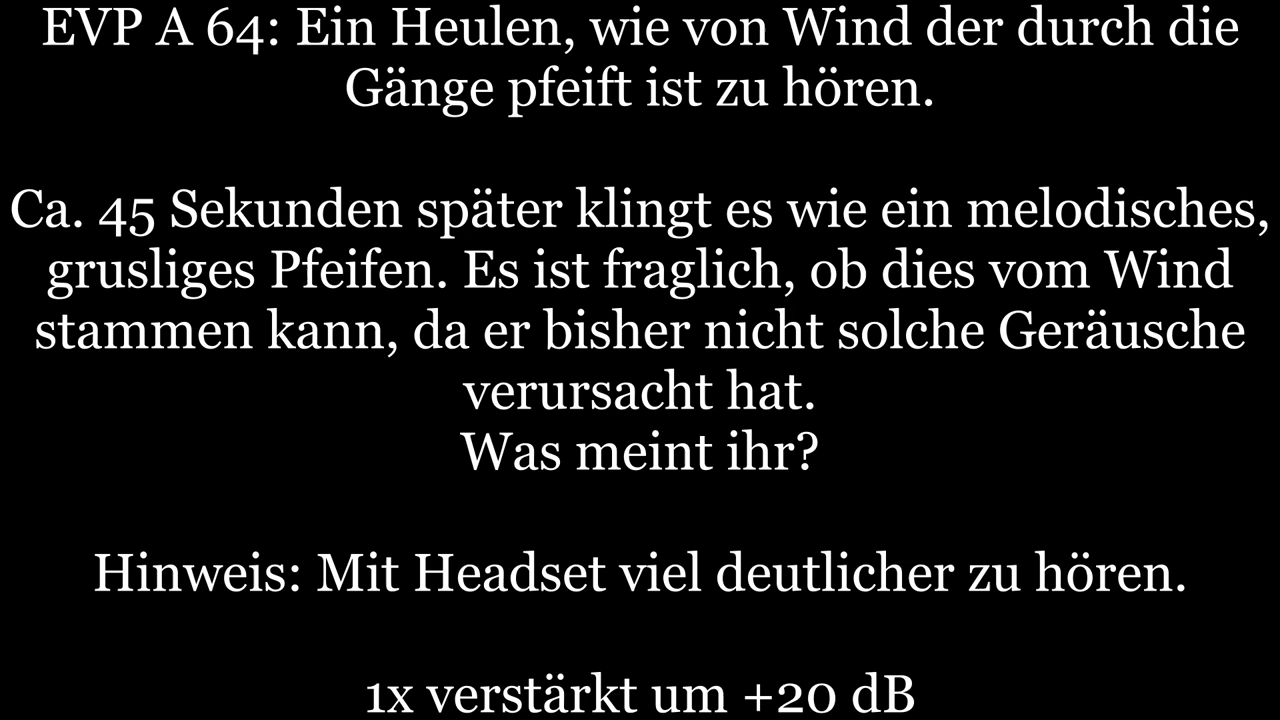 EVP A 64: Ein Heulen, wie von Wind der durch die
Gänge pfeift ist zu hören.
Ca. 45 Sekunden später klingt es wie ein melodisches,
grusliges Pfeifen. Es ist fraglich, ob dies vom Wind
stammen kann, da er bisher nicht solche Geräusche
verursacht hat.
Was meint ihr?
Hinweis: Mit Headset viel deutlicher zu hören.
1x verstärkt um +20 dB